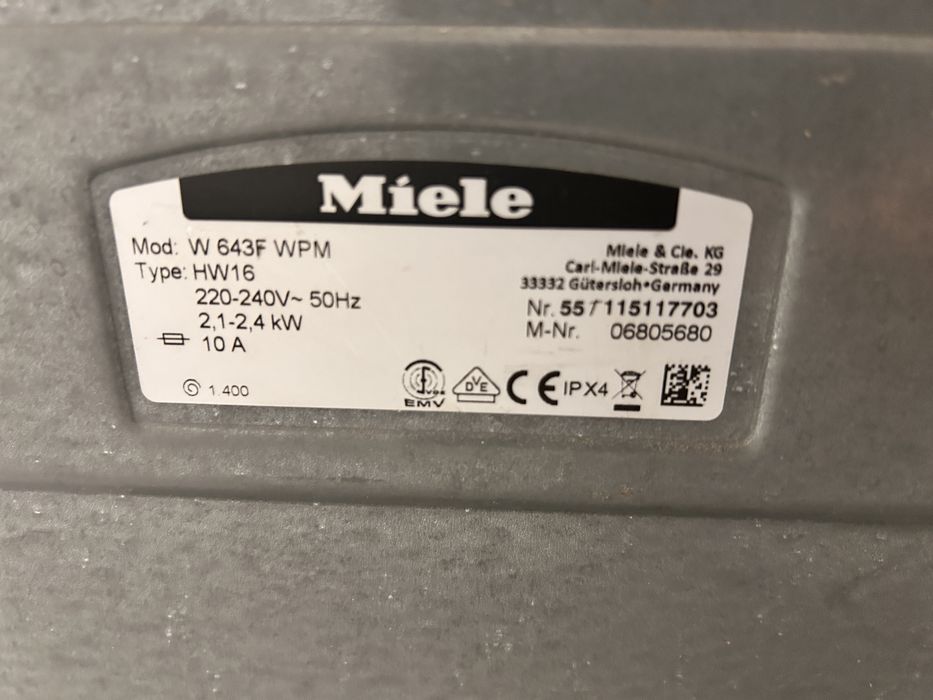 Miele
Mod: W 643F WPM
Type: HW16
220-240V~ 50Hz
2,1-2,4 kW
10 A
1.400
Miele & Cie. KG
Carl-Miele-Straße 29
33332 Gütersloh•Germany
Nr. 55/115117703
M-Nr. 06805680
EMV
DVE
CE
IPX4